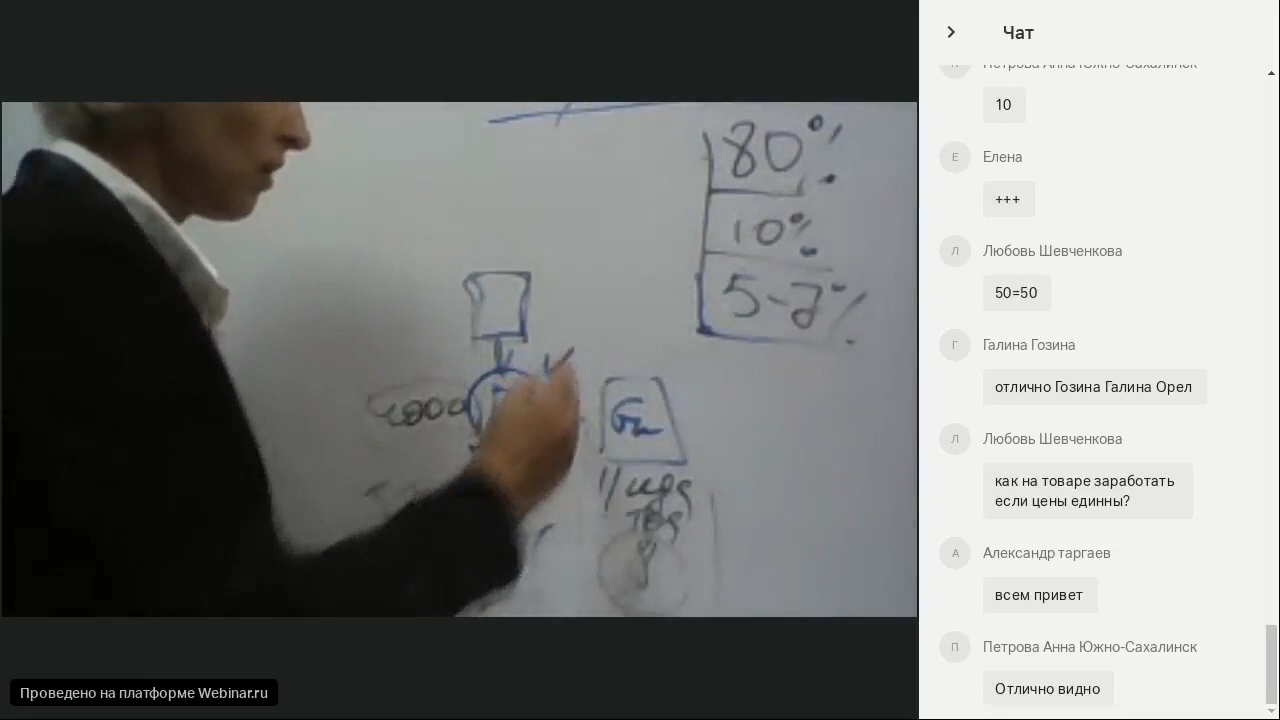 80%
10%
5-7%
Проведено на платформе Webinar.ru
Чат
Петрова Анна Южно-Сахалинск
10
Е
Елена
+++
Л
Любовь Шевченкова
50=50
Г
Галина Гозина
отлично Гозина Галина Орел
Л
Любовь Шевченкова
как на товаре заработать
если цены единны?
А
Александр таргаев
всем привет
П
Петрова Анна Южно-Сахалинск
Отлично видно